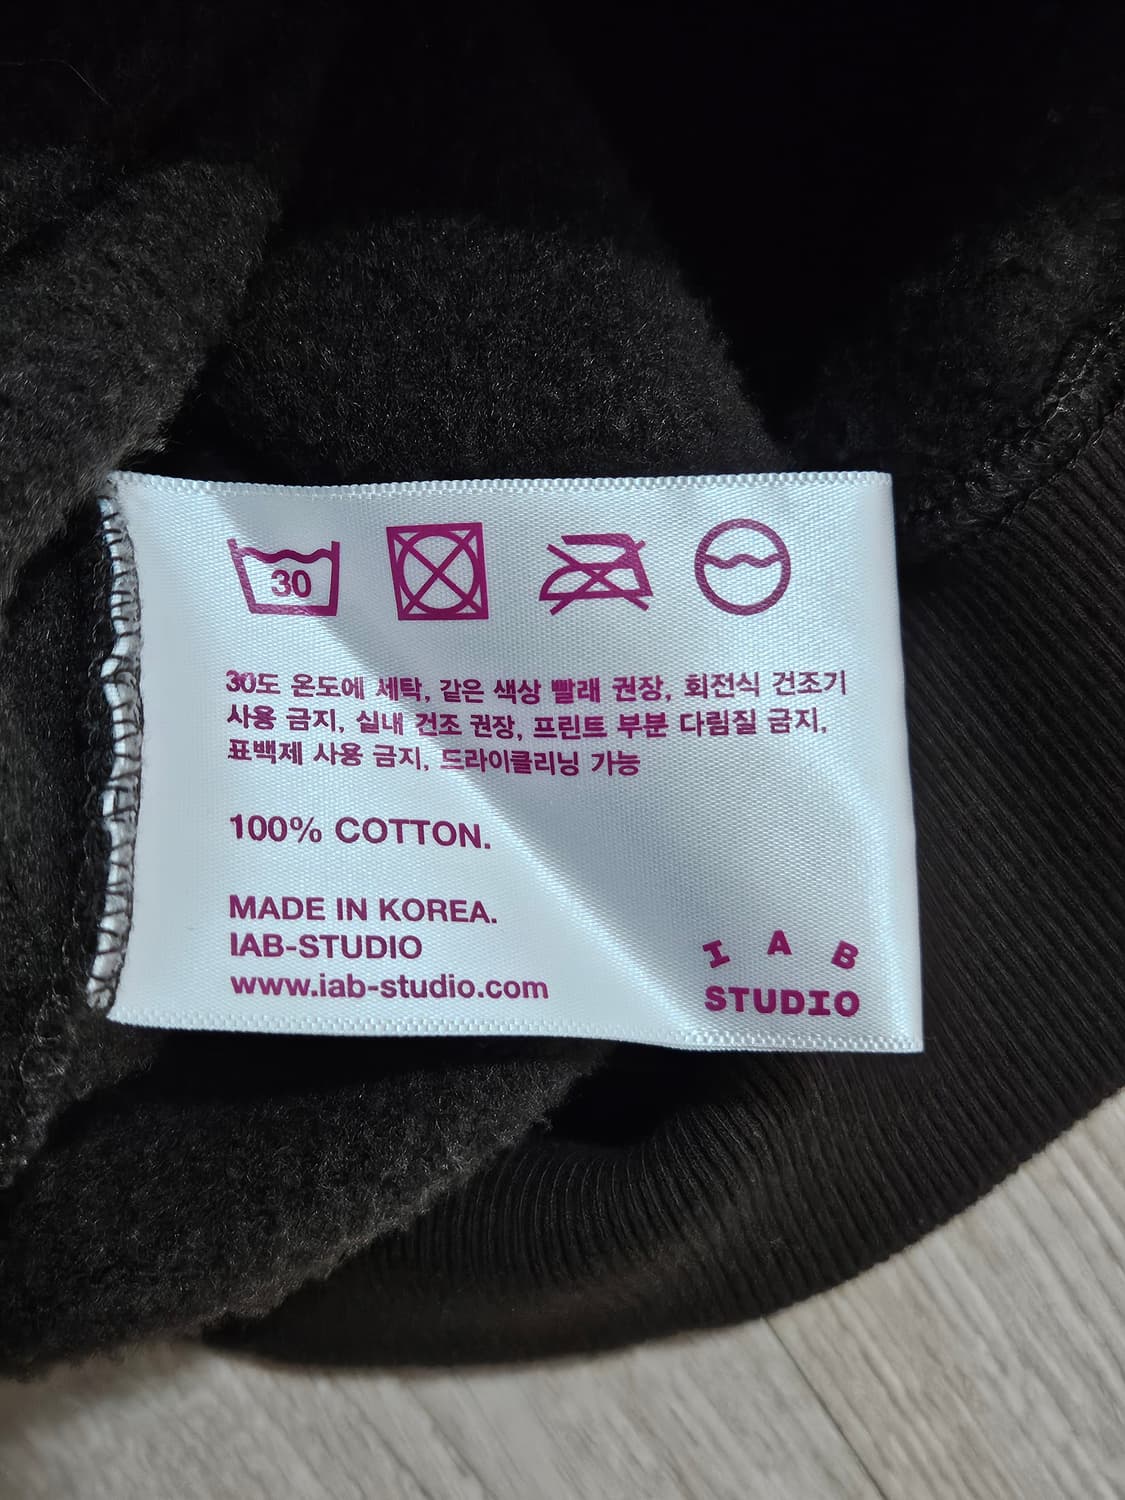 30
30도 온도에 세탁, 같은 색상 빨래 권장, 회전식 건조기
사용 금지, 실내 건조 권장, 프린트 부분 다림질 금지,
표백제 사용 금지, 드라이클리닝 가능
100% COTTON.
MADE IN KOREA.
IAB-STUDIO
www.iab-studio.com
I A B
STUDIO